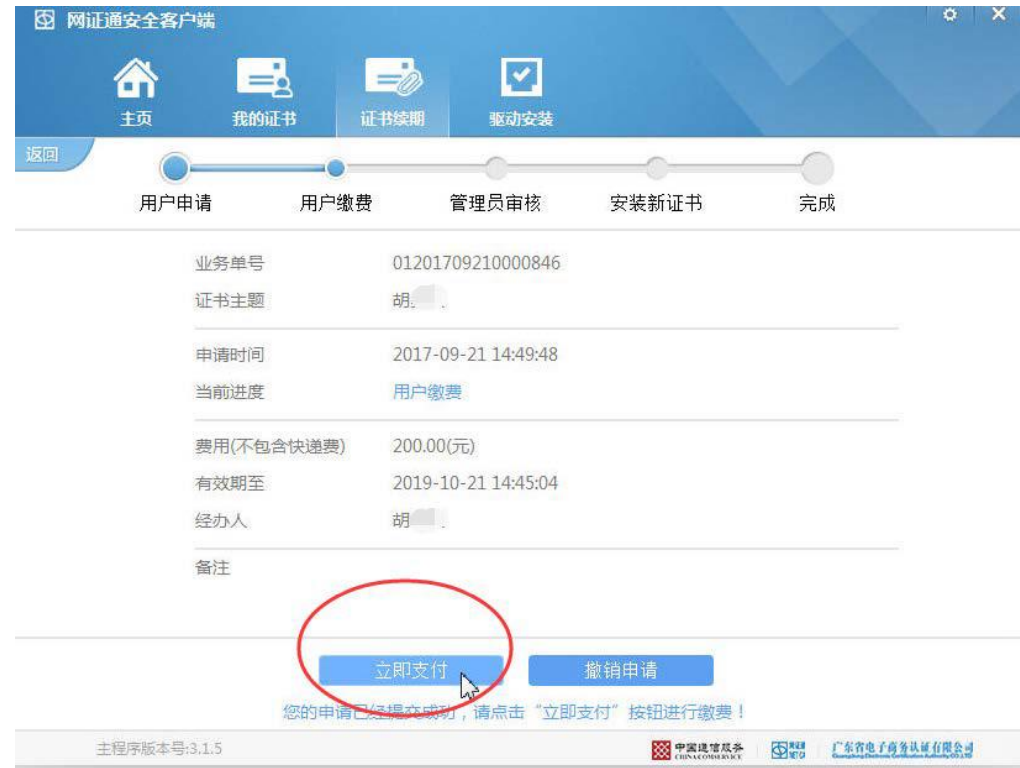 网证通安全客户端
主页 我的证书 证书续期 驱动安装
返回
用户申请 用户缴费 管理员审核 安装新证书 完成
业务单号 01201709210000846
证书主题 胡
申请时间 2017-09-21 14:49:48
当前进度 用户缴费
费用(不包含快递费) 200.00(元)
有效期至 2019-10-21 14:45:04
经办人 胡
备注
立即支付 撤销申请
您的申请已经提交成功，请点击“立即支付”按钮进行缴费！
主程序版本号:3.1.5 中国通信服务 广东省电子商务认证有限公司
CHINA COMSERVICE